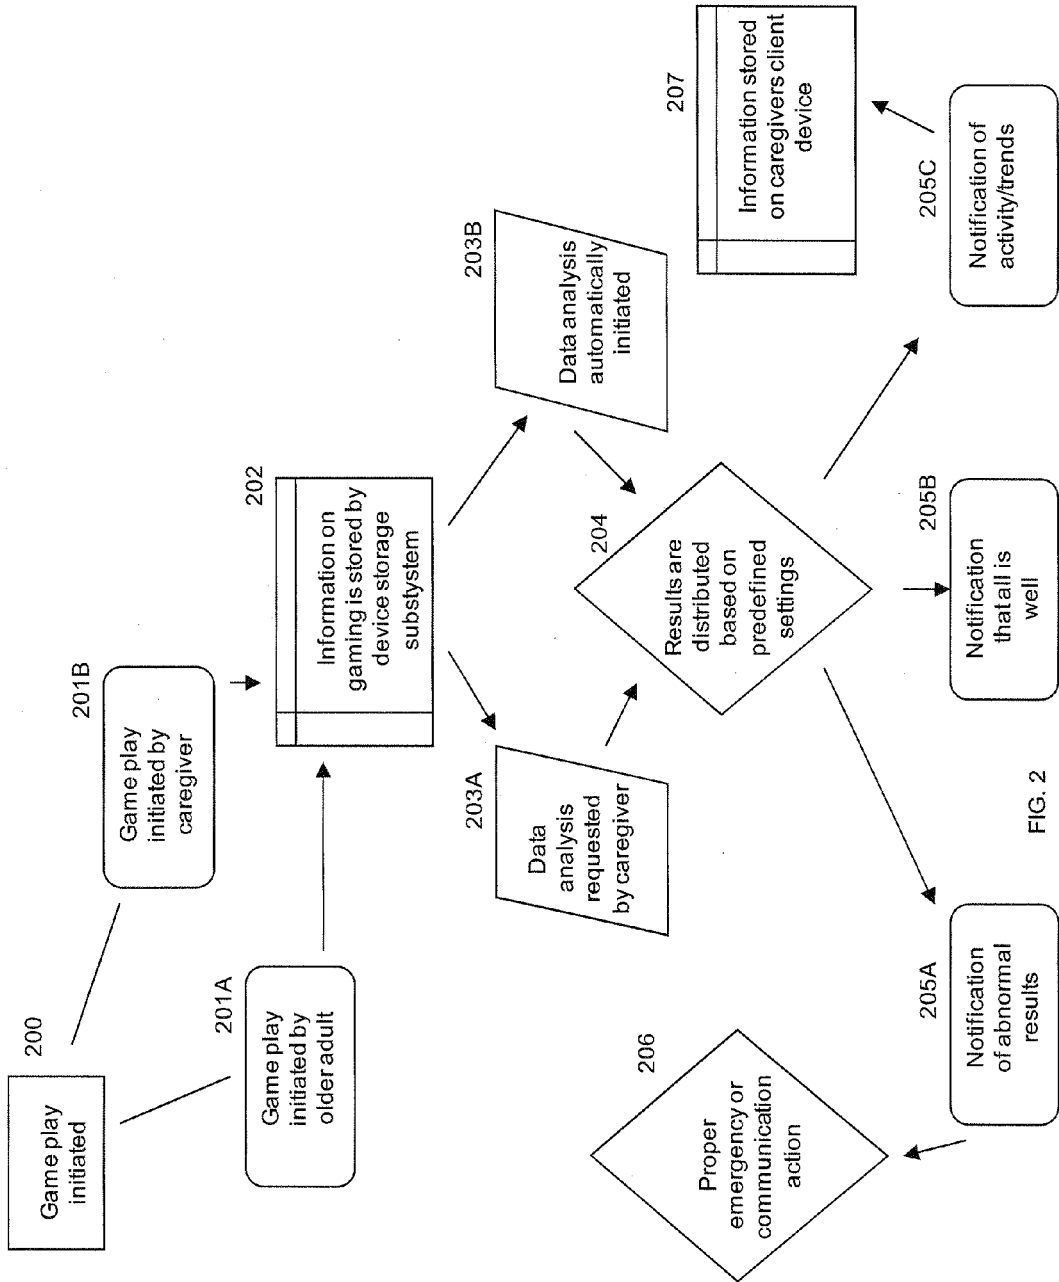 200
Game play
initiated
201A
Game play
initiated by
older adult
201B
Game play
initiated by
caregiver
202
Information on
gaming is stored by
device storage
substystem
203A
Data
analysis
requested
by caregiver
203B
Data analysis
automatically
initiated
204
Results are
distributed
based on
predefined
settings
205A
Notification
of abnormal
results
205B
Notification
that all is
well
205C
Notification of
activity/trends
206
Proper
emergency or
communication
action
207
Information stored
on caregivers client
device
FIG. 2